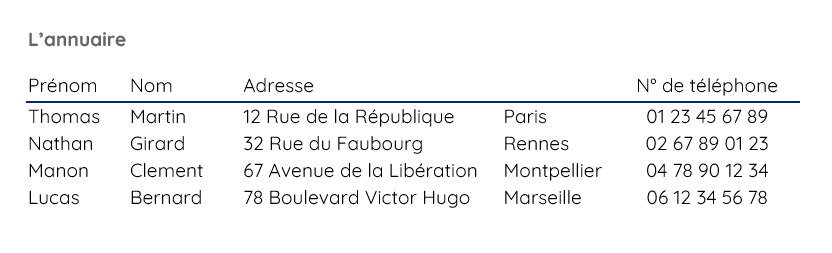 L'annuaire
Prénom Nom Adresse N° de téléphone
Thomas Martin 12 Rue de la République Paris 01 23 45 67 89
Nathan Girard 32 Rue du Faubourg Rennes 02 67 89 01 23
Manon Clement 67 Avenue de la Libération Montpellier 04 78 90 12 34
Lucas Bernard 78 Boulevard Victor Hugo Marseille 06 12 34 56 78